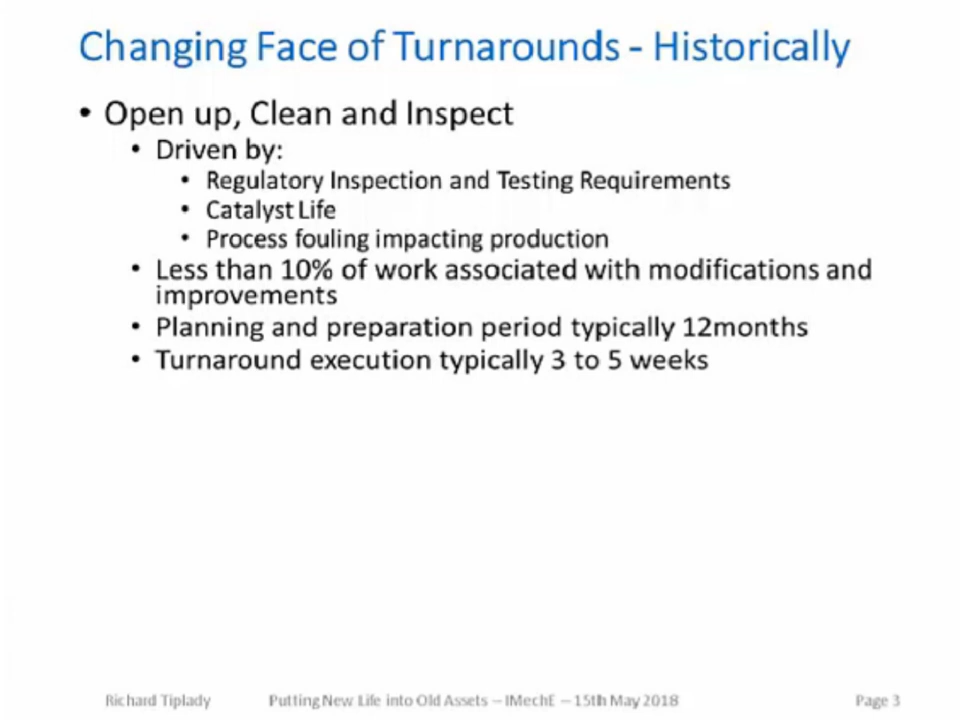 Changing Face of Turnarounds - Historically
• Open up, Clean and Inspect
• Driven by:
• Regulatory Inspection and Testing Requirements
• Catalyst Life
• Process fouling impacting production
• Less than 10% of work associated with modifications and
improvements
• Planning and preparation period typically 12months
• Turnaround execution typically 3 to 5 weeks
Richard Tiplady Putting New Life into Old Assets – IMechE – 15th May 2018 Page 3